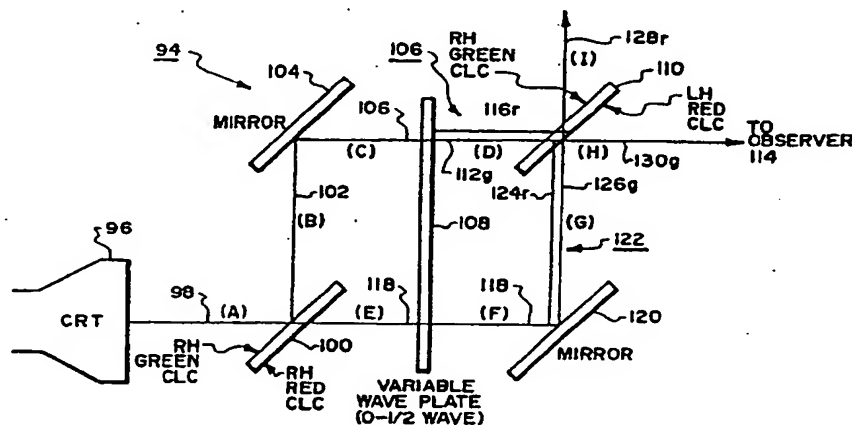 94
104
MIRROR
106
(C)
102
(B)
96
CRT
98
(A)
RH
GREEN
CLC
RH
RED
CLC
100
(E)
118
108
VARIABLE
WAVE PLATE
(0-1/2 WAVE)
106
116r
(D)
112g
RH
GREEN
CLC
128r
(I)
110
LH
RED
CLC
(H)
130g
TO
OBSERVER
114
124r
126g
(G)
122
118
(F)
120
MIRROR